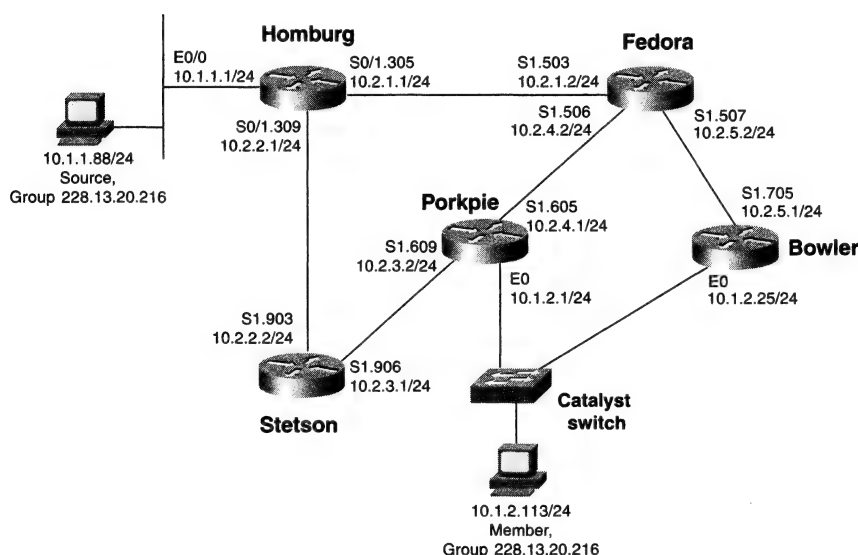 Homburg
Fedora
E0/0
10.1.1.1/24
S0/1.305
10.2.1.1/24
S1.503
10.2.1.2/24
S1.506
10.2.4.2/24
S1.507
10.2.5.2/24
S0/1.309
10.2.2.1/24
10.1.1.88/24
Source,
Group 228.13.20.216
Porkpie
S1.605
10.2.4.1/24
S1.705
10.2.5.1/24
Bowler
S1.609
10.2.3.2/24
E0
10.1.2.1/24
E0
10.1.2.25/24
S1.903
10.2.2.2/24
S1.906
10.2.3.1/24
Stetson
Catalyst
switch
10.1.2.113/24
Member,
Group 228.13.20.216